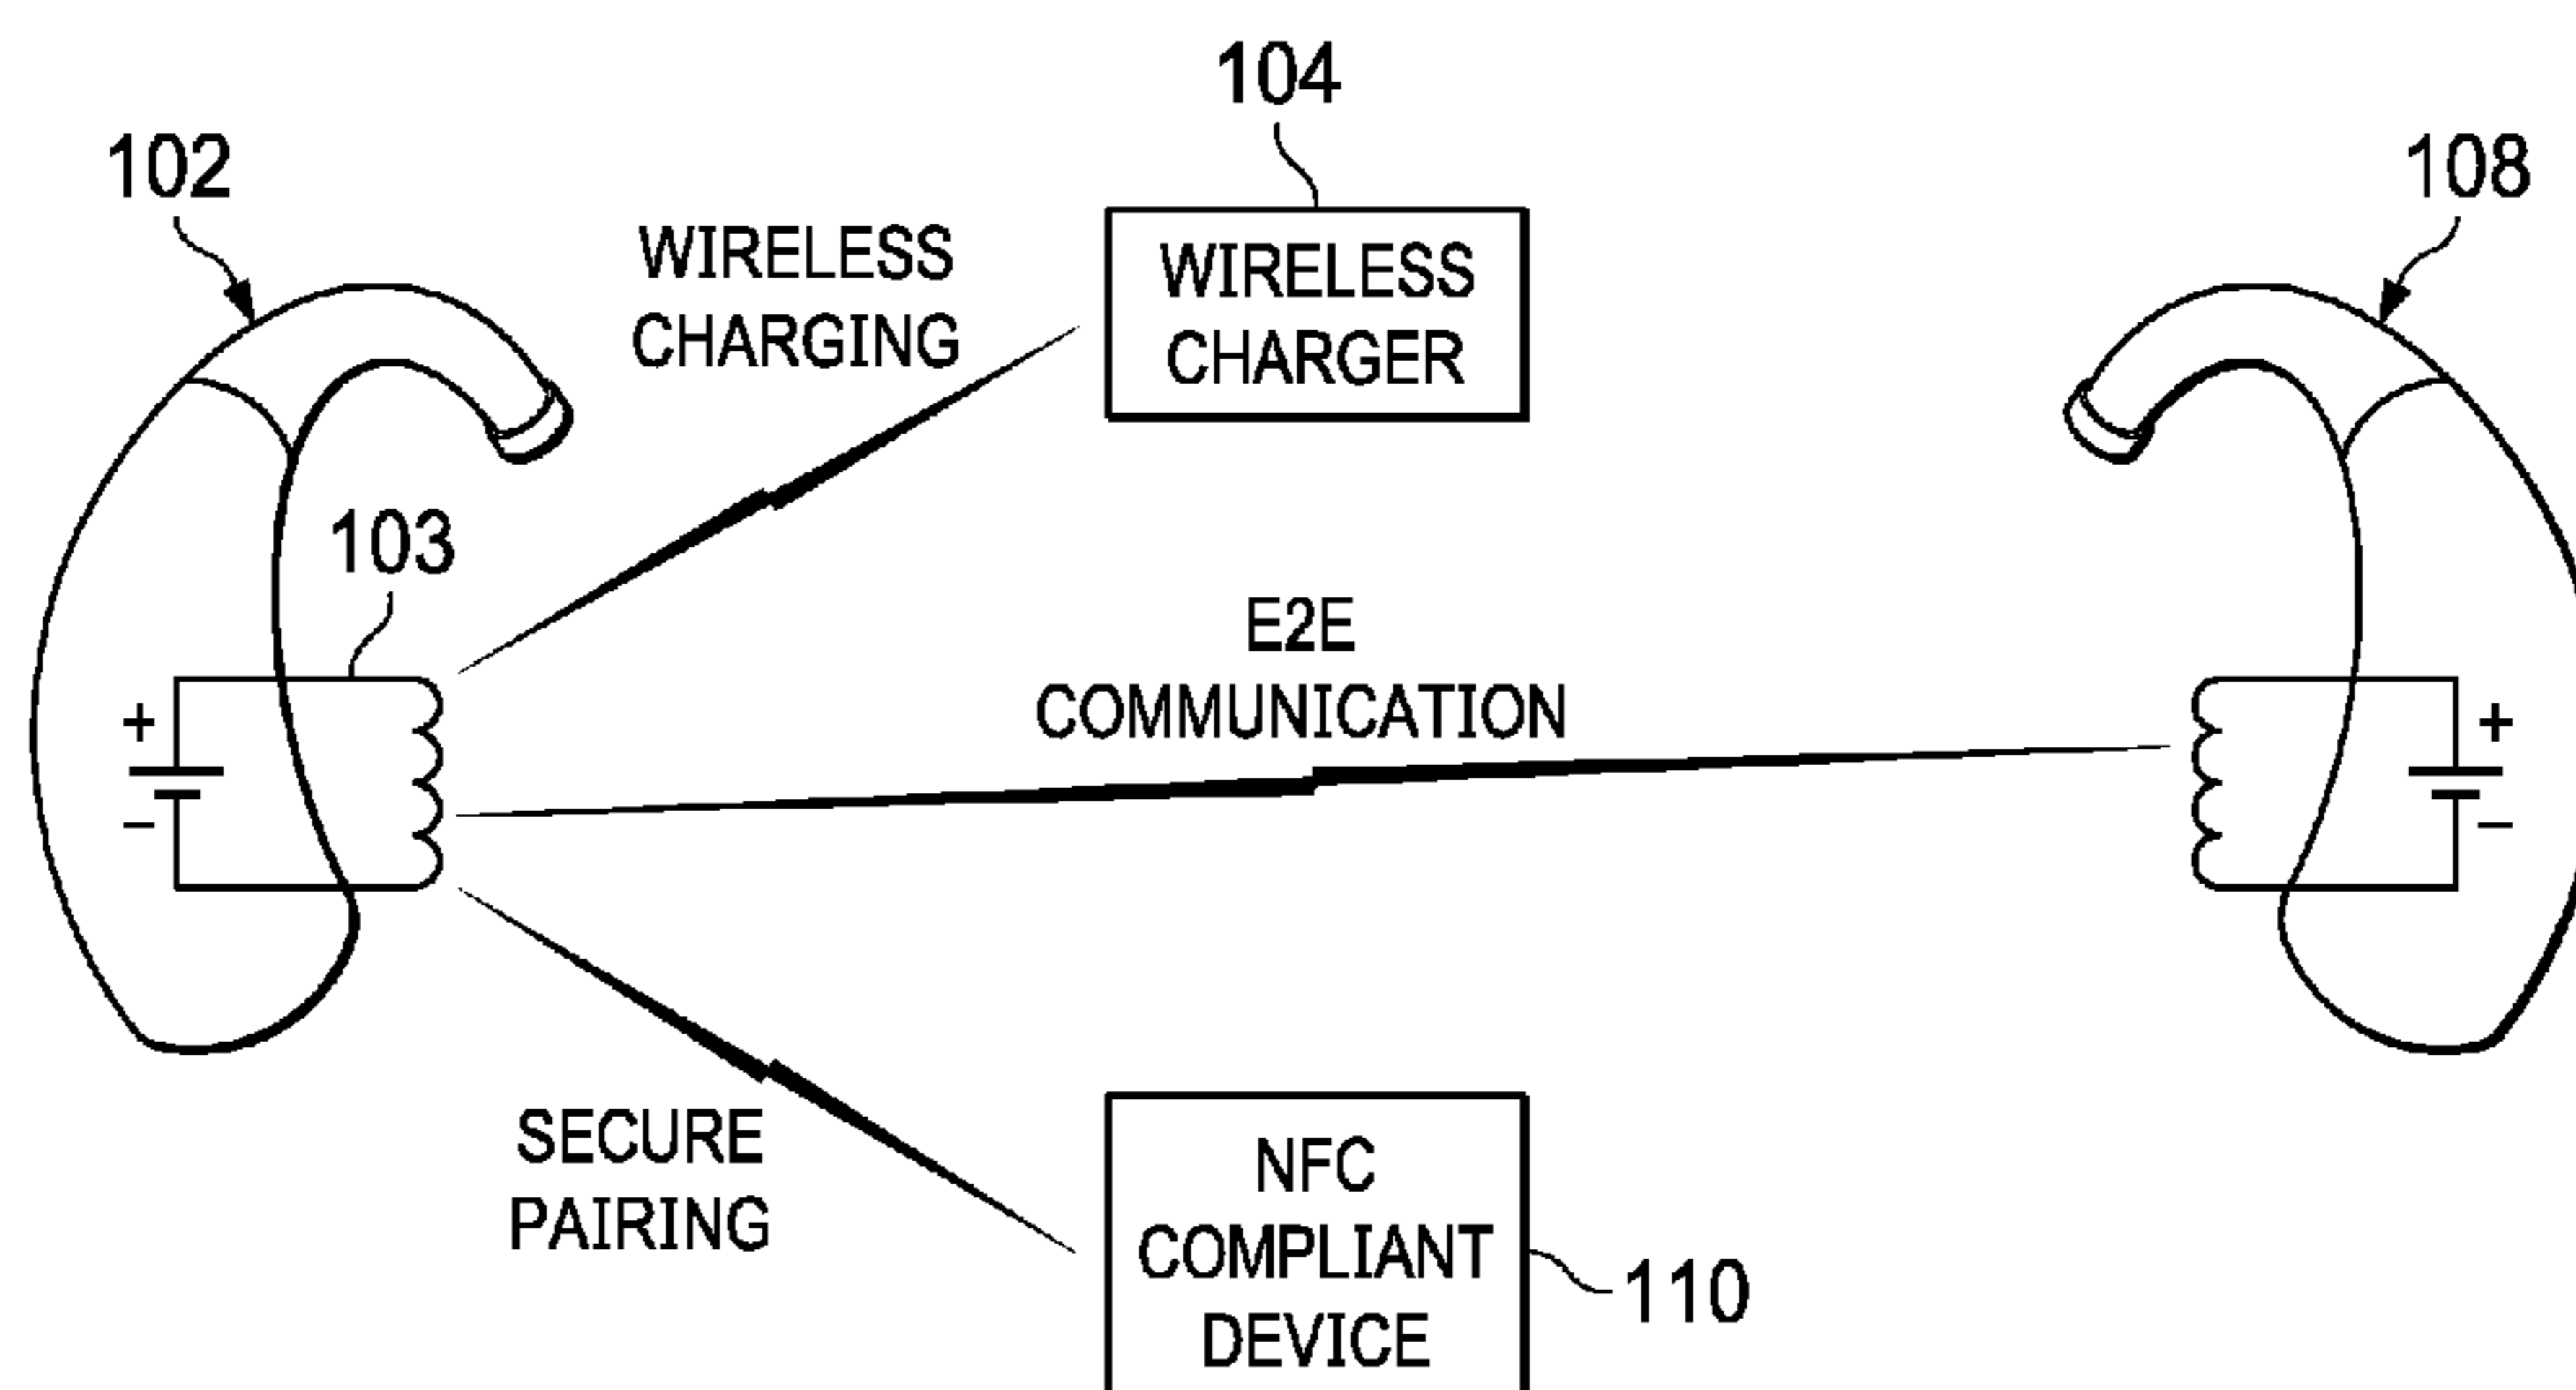 104
102
108
WIRELESS
CHARGING
WIRELESS
CHARGER
103
E2E
COMMUNICATION
+
−
+
−
SECURE
PAIRING
NFC
COMPLIANT
DEVICE
110